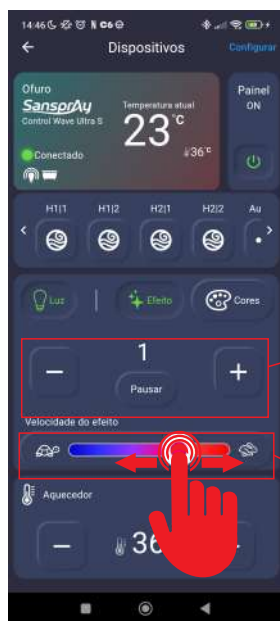 14:46 C6
Dispositivos Configurar
Ofuro
SansprAy
Control Wave Ultra S
Temperatura atual
23°C
Conectado
36°C
Painel
ON
H1|1 H1|2 H2|1 H2|2 Au
Luz | Efeito Cores
− 1 +
Pausar
Velocidade do efeito
Aquecedor
− 36